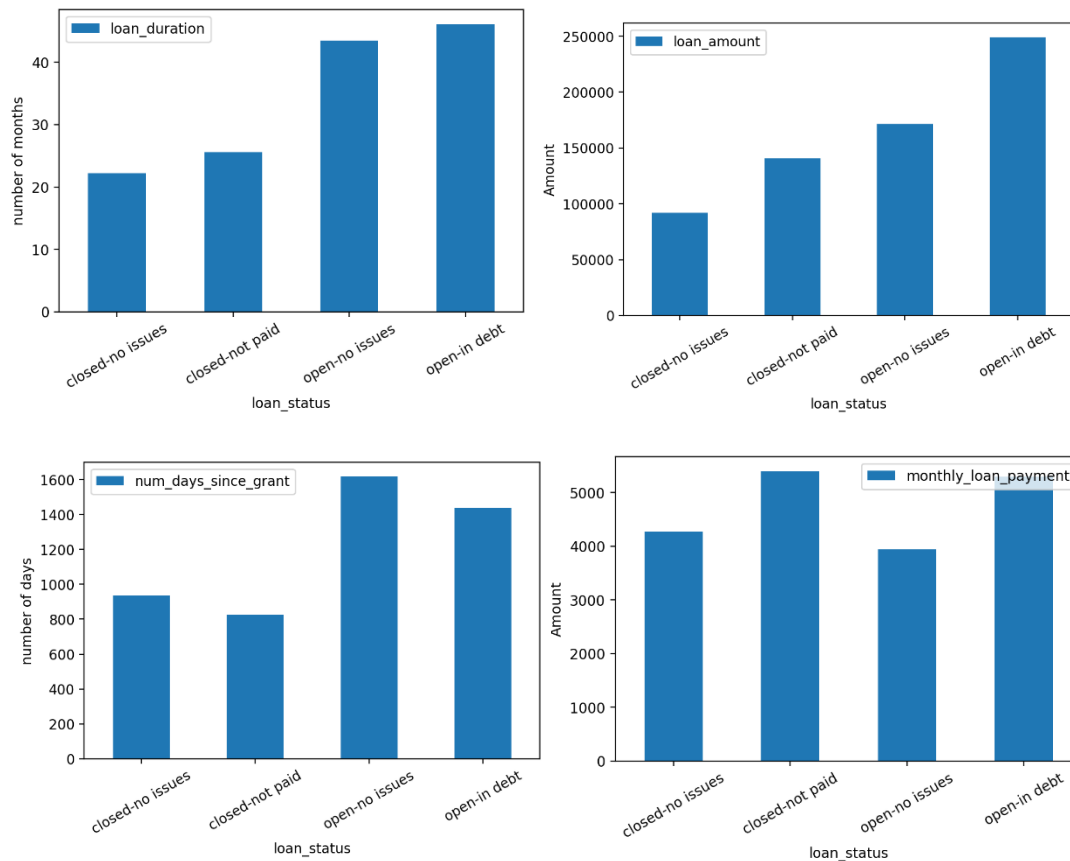 loan_duration
number of months
40
30
20
10
0
closed-no issues
closed-not paid
open-no issues
open-in debt
loan_status
loan_amount
Amount
250000
200000
150000
100000
50000
0
closed-no issues
closed-not paid
open-no issues
open-in debt
loan_status
num_days_since_grant
number of days
1600
1400
1200
1000
800
600
400
200
0
closed-no issues
closed-not paid
open-no issues
open-in debt
loan_status
monthly_loan_payment
Amount
5000
4000
3000
2000
1000
0
closed-no issues
closed-not paid
open-no issues
open-in debt
loan_status